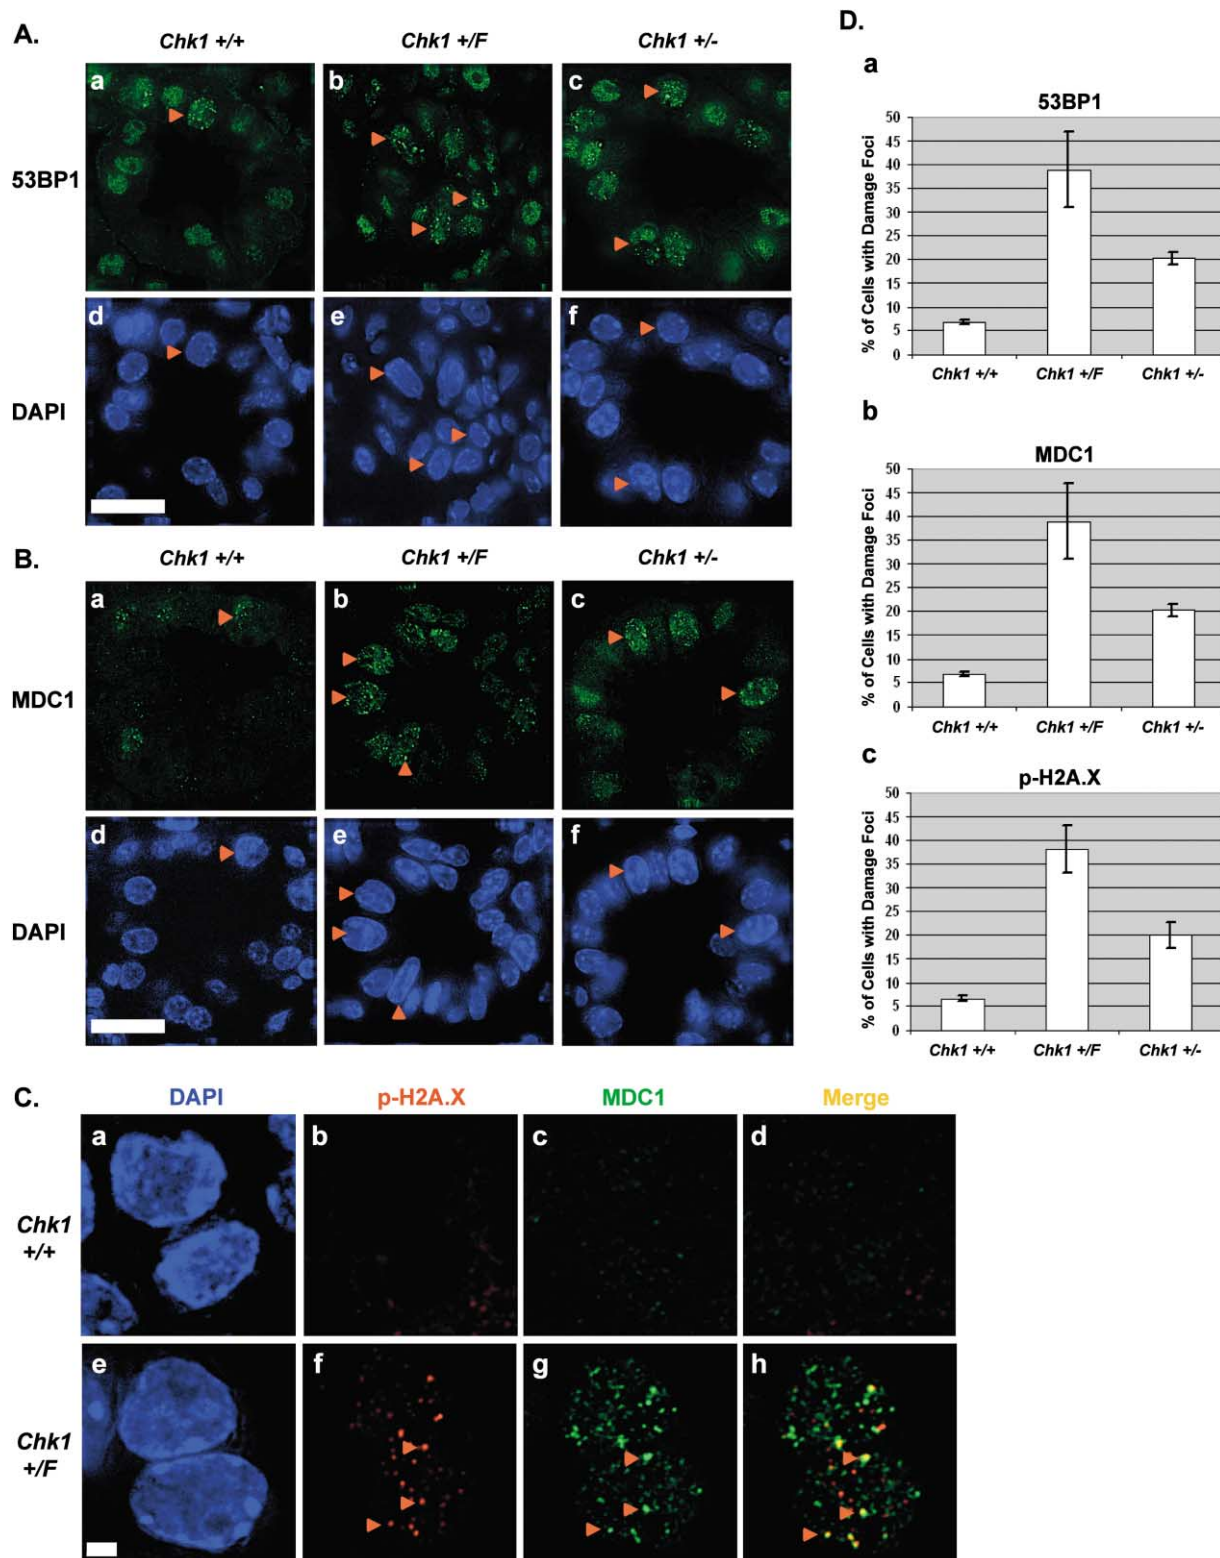 A.
Chk1 +/+ Chk1 +/F Chk1 +/-
a b c
53BP1
d e f
DAPI
B.
Chk1 +/+ Chk1 +/F Chk1 +/-
a b c
MDC1
d e f
DAPI
C.
DAPI p-H2A.X MDC1 Merge
a b c d
Chk1
+/+
e f g h
Chk1
+/F
D.
a
53BP1
% of Cells with Damage Foci
50
45
40
35
30
25
20
15
10
5
0
Chk1 +/+ Chk1 +/F Chk1 +/-
b
MDC1
% of Cells with Damage Foci
50
45
40
35
30
25
20
15
10
5
0
Chk1 +/+ Chk1 +/F Chk1 +/-
c
p-H2A.X
% of Cells with Damage Foci
50
45
40
35
30
25
20
15
10
5
0
Chk1 +/+ Chk1 +/F Chk1 +/-